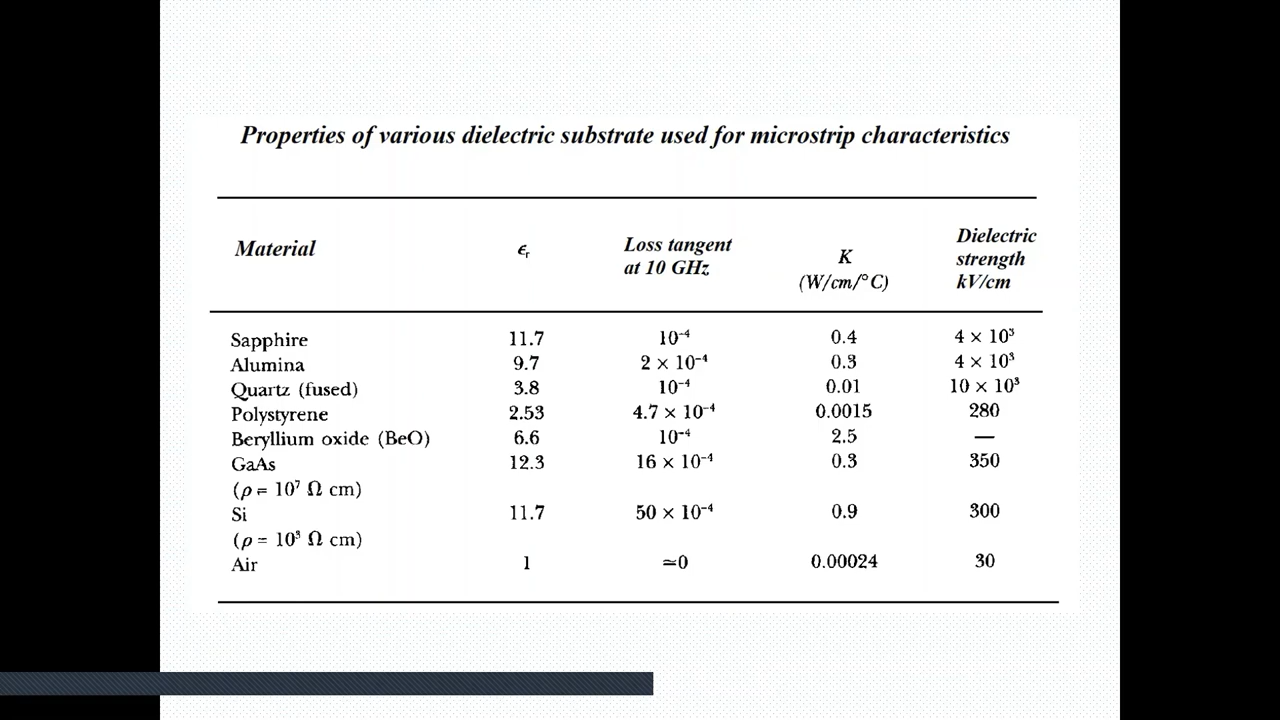 Properties of various dielectric substrate used for microstrip characteristics
Material ϵr Loss tangent at 10 GHz K (W/cm/°C) Dielectric strength kV/cm
Sapphire 11.7 10⁻⁴ 0.4 4 × 10³
Alumina 9.7 2 × 10⁻⁴ 0.3 4 × 10³
Quartz (fused) 3.8 10⁻⁴ 0.01 10 × 10³
Polystyrene 2.53 4.7 × 10⁻⁴ 0.0015 280
Beryllium oxide (BeO) 6.6 10⁻⁴ 2.5 —
GaAs 12.3 16 × 10⁻⁴ 0.3 350
(ρ = 10⁷ Ω cm)
Si 11.7 50 × 10⁻⁴ 0.9 300
(ρ = 10³ Ω cm)
Air 1 ≃0 0.00024 30